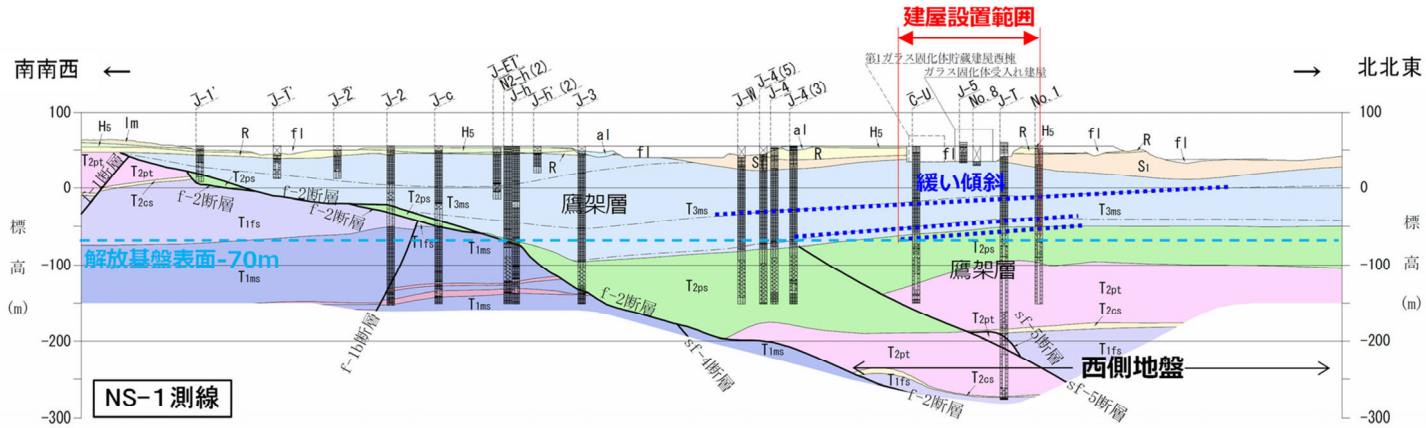 建屋設置範囲
南南西 ←
→ 北北東
第1ガラス固化体貯蔵建屋西棟
ガラス固化体受入れ建屋
J-1' J-1' J-2' J-2 J-c J-E1' N2-h(2) J-h J-h'(2) J-3 J-W J-4(5) J-4 J-4(3) C-U J-5 No.8 J-T No.1
100 100
H5 lm R fl H5 R al fl al H5 R fl R H5 fl R fl
S1 S1
0 0
T2pt f-1断層 T2cs f-2断層 T2ps f-2断層 f-2断層 T2ps T3ms
鷹架層
T3ms
緩い傾斜
T3ms
T1fs T1fs
解放基盤表面-70m
T2ps
鷹架層
-100 -100
標高(m)
標高(m)
T1ms T1ms
T2ps
f-2断層
T2pt
T2cs
-200 -200
f-1b断層
sf-4断層
T1ms
T2pt
T2pt
sf-5断層
T1fs
西側地盤
T1fs
T2cs
f-2断層
sf-5断層
NS-1測線
-300 -300